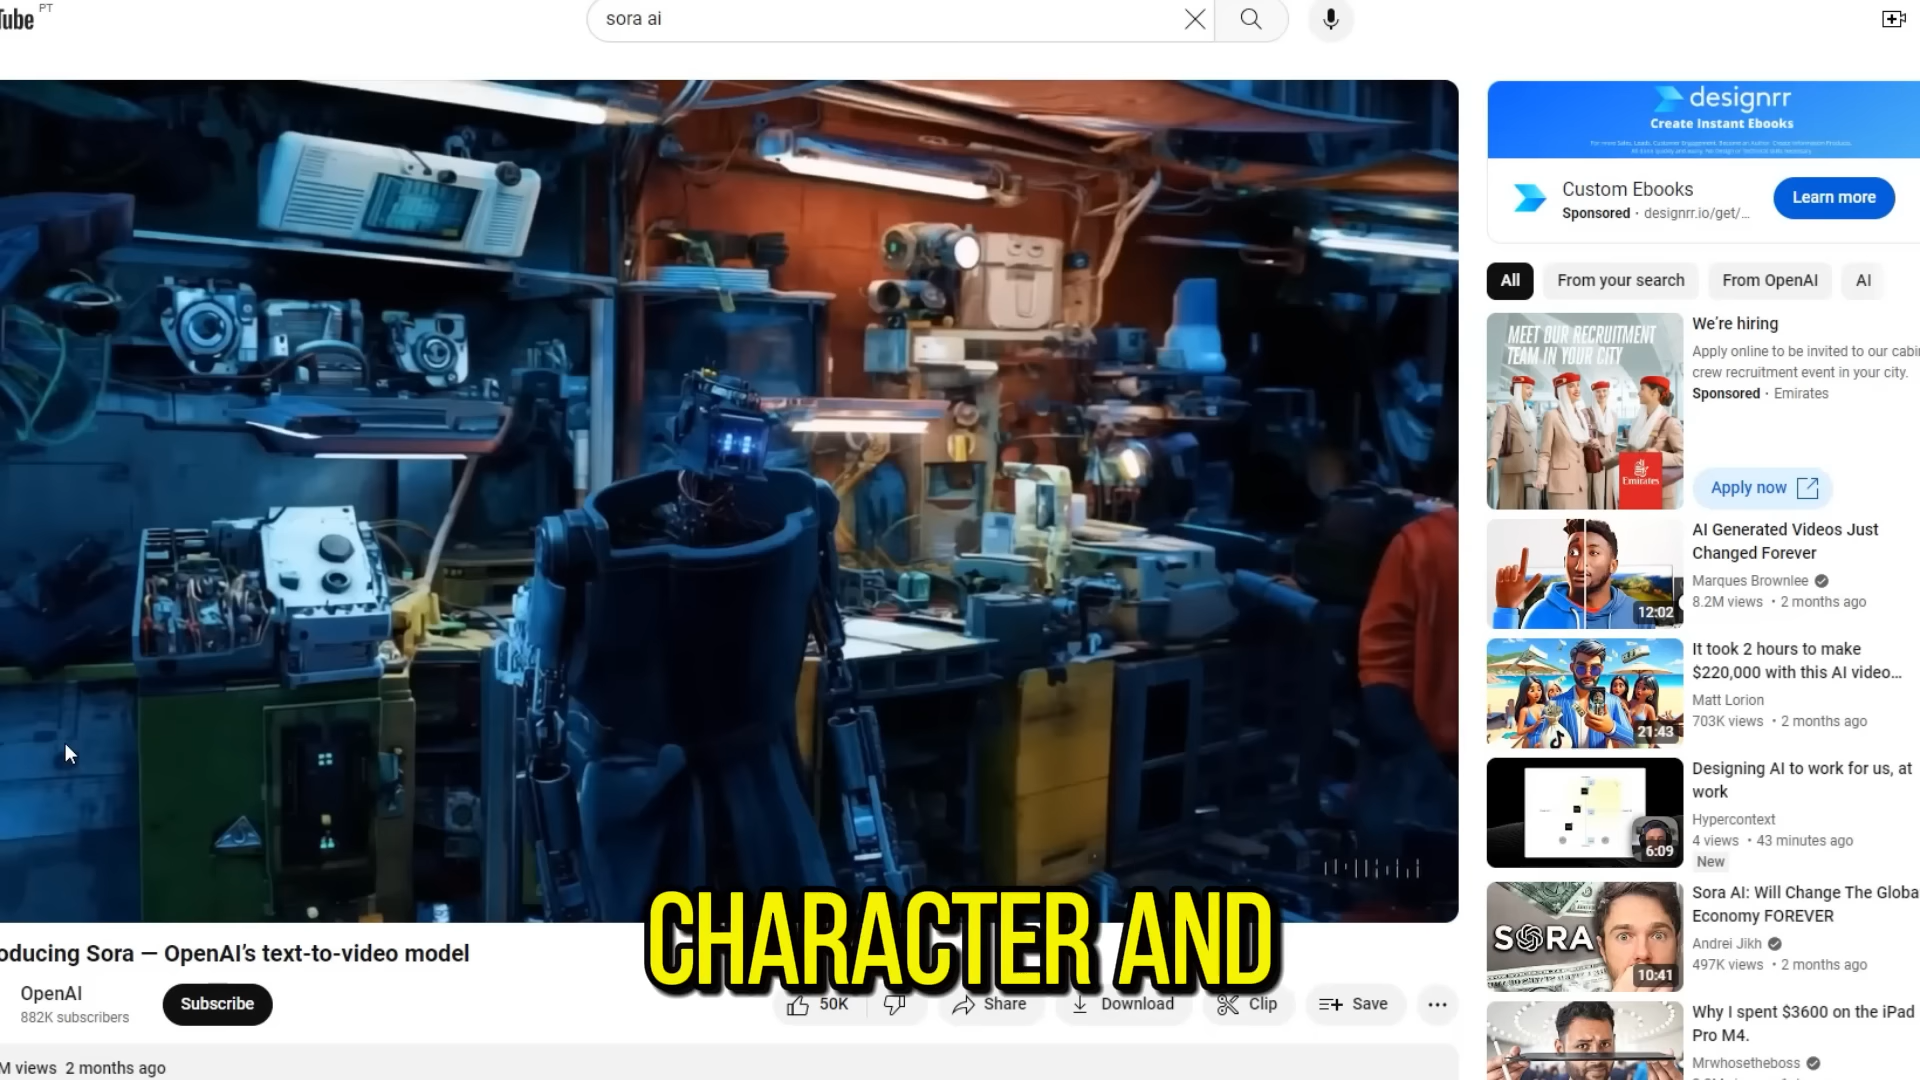 Tube PT
sora ai
designrr
Create Instant Ebooks
Custom Ebooks
Sponsored · designrr.io/get/...
Learn more
All
From your search
From OpenAI
AI
MEET OUR RECRUITMENT
TEAM IN YOUR CITY
Emirates
We're hiring
Apply online to be invited to our cabi
crew recruitment event in your city.
Sponsored · Emirates
Apply now
AI Generated Videos Just
Changed Forever
Marques Brownlee
8.2M views • 2 months ago
12:02
It took 2 hours to make
$220,000 with this AI video...
Matt Lorion
703K views • 2 months ago
21:43
Designing AI to work for us, at
work
Hypercontext
4 views • 43 minutes ago
New
6:09
SORA
Sora AI: Will Change The Globa
Economy FOREVER
Andrei Jikh
497K views • 2 months ago
10:41
Why I spent $3600 on the iPad
Pro M4.
Mrwhosetheboss
CHARACTER AND
oducing Sora — OpenAI's text-to-video model
OpenAI
882K subscribers
Subscribe
50K
Share
Download
Clip
Save
M views 2 months ago